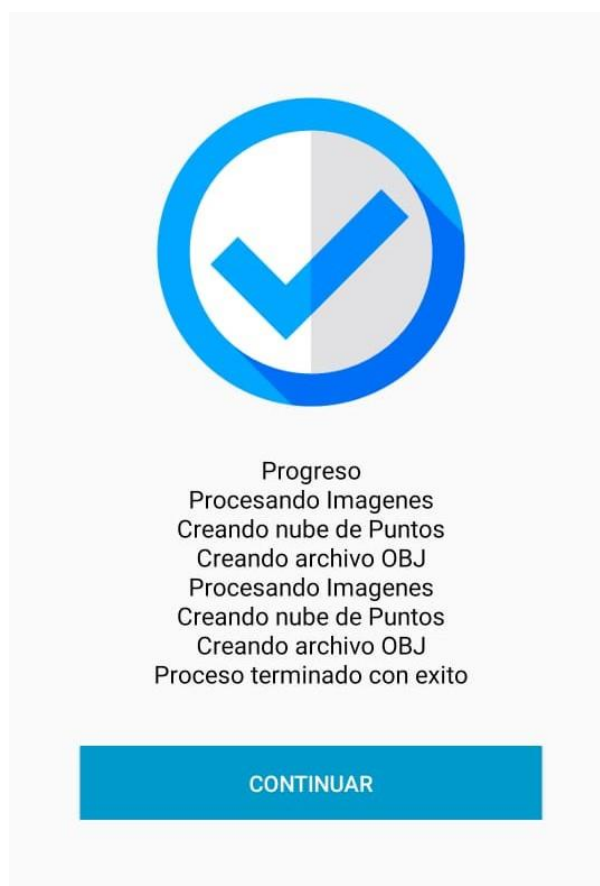 Progreso
Procesando Imagenes
Creando nube de Puntos
Creando archivo OBJ
Procesando Imagenes
Creando nube de Puntos
Creando archivo OBJ
Proceso terminado con exito
CONTINUAR